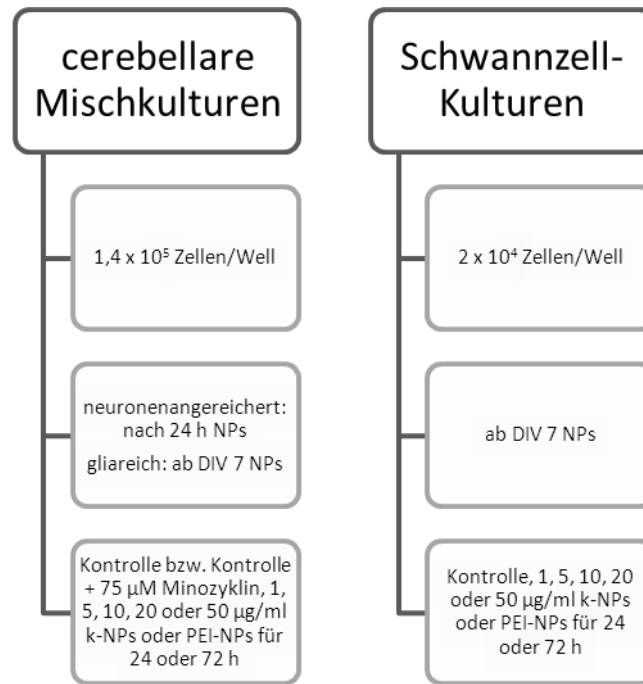 cerebellare
Mischkulturen
1,4 x 10⁵ Zellen/Well
neuronenangereichert:
nach 24 h NPs
gliareich: ab DIV 7 NPs
Kontrolle bzw. Kontrolle
+ 75 µM Minozyklin, 1,
5, 10, 20 oder 50 µg/ml
k-NPs oder PEI-NPs für
24 oder 72 h
Schwannzell-
Kulturen
2 x 10⁴ Zellen/Well
ab DIV 7 NPs
Kontrolle, 1, 5, 10, 20
oder 50 µg/ml k-NPs
oder PEI-NPs für 24
oder 72 h